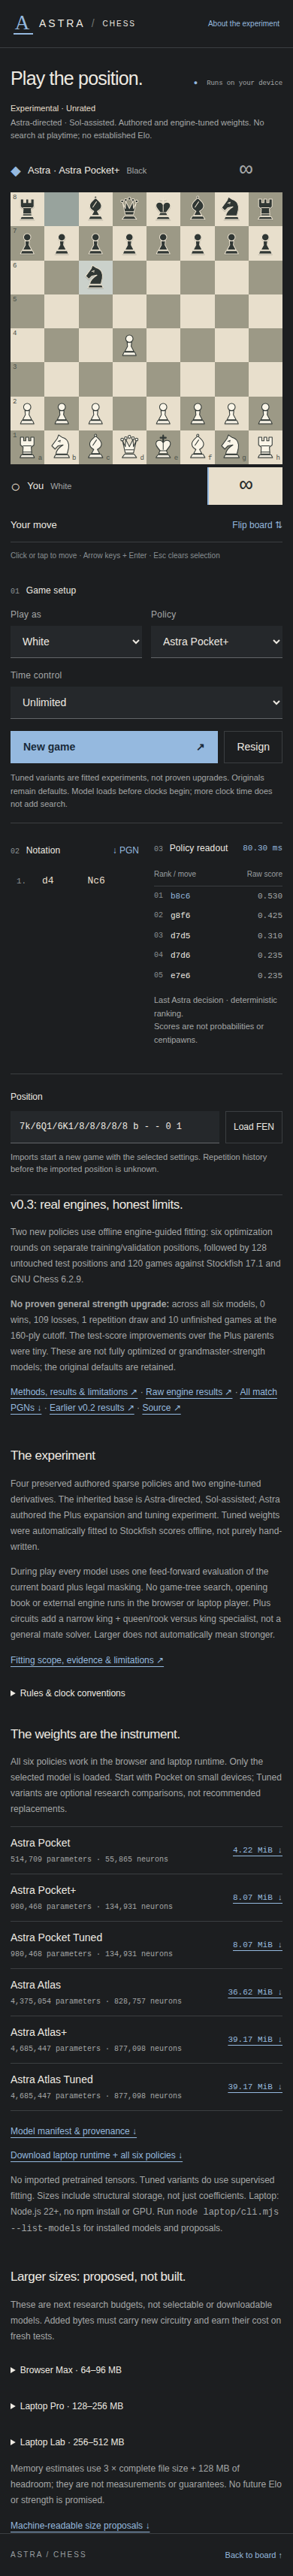 A ASTRA / CHESS About the experiment
Play the position. Runs on your device
Experimental · Unrated
Astra-directed · Sol-assisted. Authored and engine-tuned weights. No
search at playtime; no established Elo.
Astra · Astra Pocket+ Black ∞
8
7
6
5
4
3
2
1 a b c d e f g h
You White ∞
Your move Flip board ⇅
Click or tap to move · Arrow keys + Enter · Esc clears selection
01 Game setup
Play as Policy
White Astra Pocket+
Time control
Unlimited
New game ↗ Resign
Tuned variants are fitted experiments, not proven upgrades. Originals
remain defaults. Model loads before clocks begin; more clock time does
not add search.
02 Notation ↓ PGN
1. d4 Nc6
03 Policy readout 80.30 ms
Rank / move Raw score
01 b8c6 0.530
02 g8f6 0.425
03 d7d5 0.310
04 d7d6 0.235
05 e7e6 0.235
Last Astra decision · deterministic
ranking.
Scores are not probabilities or
centipawns.
Position
7k/6Q1/6K1/8/8/8/8/8 b - - 0 1 Load FEN
Imports start a new game with the selected settings. Repetition history
before the imported position is unknown.
v0.3: real engines, honest limits.
Two new policies use offline engine-guided fitting: six optimization
rounds on separate training/validation positions, followed by 128
untouched test positions and 120 games against Stockfish 17.1 and
GNU Chess 6.2.9.
No proven general strength upgrade: across all six models, 0
wins, 109 losses, 1 repetition draw and 10 unfinished games at the
160-ply cutoff. The test-score improvements over the Plus parents
were tiny. These are not fully optimized or grandmaster-strength
models; the original defaults are retained.
Methods, results & limitations ↗ · Raw engine results ↗ · All match
PGNs ↓ · Earlier v0.2 results ↗ · Source ↗
The experiment
Four preserved authored sparse policies and two engine-tuned
derivatives. The inherited base is Astra-directed, Sol-assisted; Astra
authored the Plus expansion and tuning experiment. Tuned weights
were automatically fitted to Stockfish scores offline, not purely hand-
written.
During play every model uses one feed-forward evaluation of the
current board plus legal masking. No game-tree search, opening
book or external engine runs in the browser or laptop player. Plus
circuits add a narrow king + queen/rook versus king specialist, not a
general mate solver. Larger does not automatically mean stronger.
Fitting scope, evidence & limitations ↗
▶ Rules & clock conventions
The weights are the instrument.
All six policies work in the browser and laptop runtime. Only the
selected model is loaded. Start with Pocket on small devices; Tuned
variants are optional research comparisons, not recommended
replacements.
Astra Pocket 4.22 MiB ↓
514,709 parameters · 55,865 neurons
Astra Pocket+ 8.07 MiB ↓
980,468 parameters · 134,931 neurons
Astra Pocket Tuned 8.07 MiB ↓
980,468 parameters · 134,931 neurons
Astra Atlas 36.62 MiB ↓
4,375,054 parameters · 828,757 neurons
Astra Atlas+ 39.17 MiB ↓
4,685,447 parameters · 877,098 neurons
Astra Atlas Tuned 39.17 MiB ↓
4,685,447 parameters · 877,098 neurons
Model manifest & provenance ↓
Download laptop runtime + all six policies ↓
No imported pretrained tensors. Tuned variants do use supervised
fitting. Sizes include structural storage, not just coefficients. Laptop:
Node.js 22+, no npm install or GPU. Run node laptop/cli.mjs
--list-models for installed models and proposals.
Larger sizes: proposed, not built.
These are next research budgets, not selectable or downloadable
models. Added bytes must carry new circuitry and earn their cost on
fresh tests.
▶ Browser Max · 64–96 MB
▶ Laptop Pro · 128–256 MB
▶ Laptop Lab · 256–512 MB
Memory estimates use 3 × complete file size + 128 MB of
headroom; they are not measurements or guarantees. No future Elo
or strength is promised.
Machine-readable size proposals ↓
ASTRA / CHESS Back to board ↑